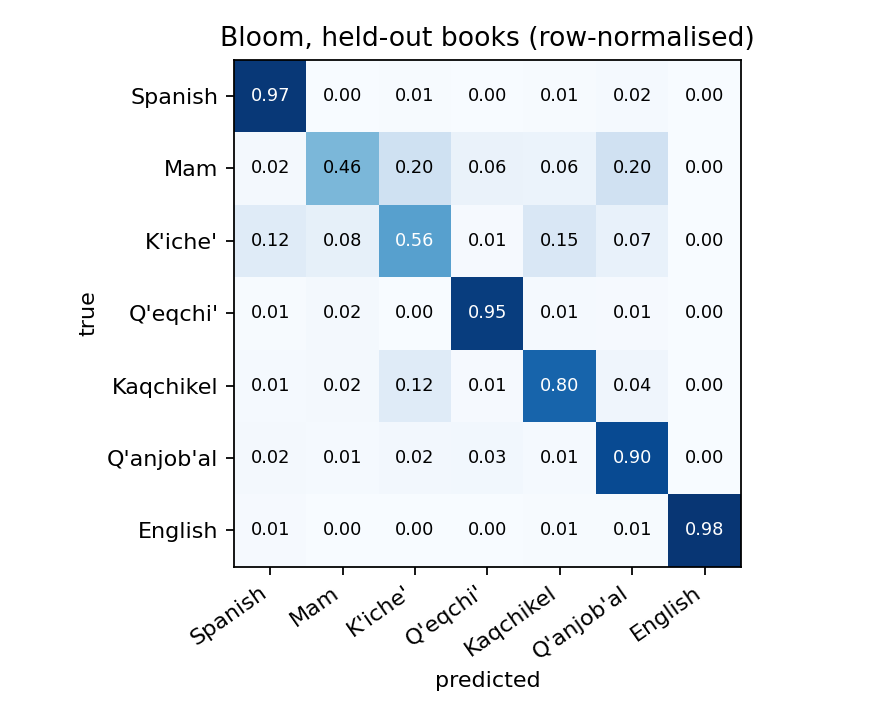 Bloom, held-out books (row-normalised)
Spanish 0.97 0.00 0.01 0.00 0.01 0.02 0.00
Mam 0.02 0.46 0.20 0.06 0.06 0.20 0.00
K'iche' 0.12 0.08 0.56 0.01 0.15 0.07 0.00
Q'eqchi' 0.01 0.02 0.00 0.95 0.01 0.01 0.00
Kaqchikel 0.01 0.02 0.12 0.01 0.80 0.04 0.00
Q'anjob'al 0.02 0.01 0.02 0.03 0.01 0.90 0.00
English 0.01 0.00 0.00 0.00 0.01 0.01 0.98
true
Spanish Mam K'iche' Q'eqchi' Kaqchikel Q'anjob'al English
predicted